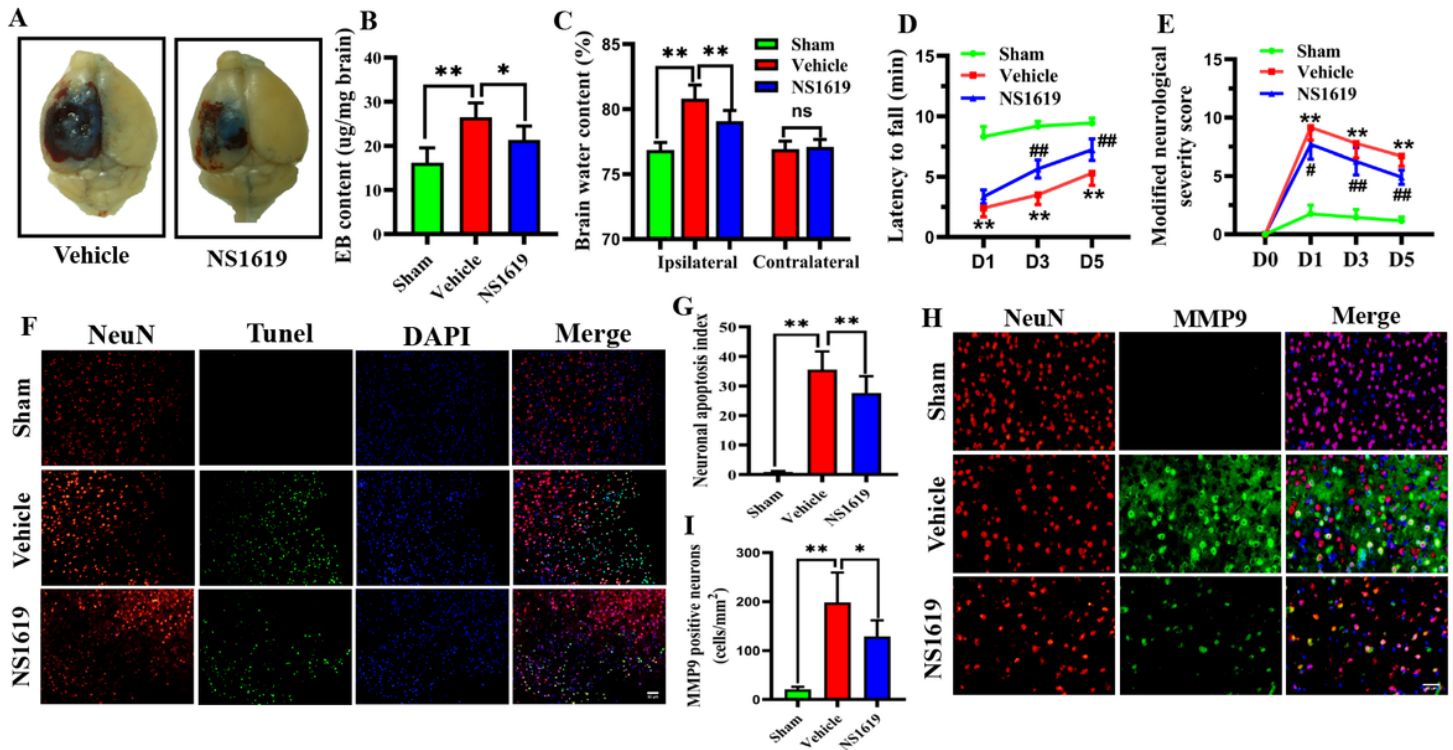 A
Vehicle
NS1619
B
EB content (ug/mg brain)
40
30
20
10
0
**
*
Sham
Vehicle
NS1619
C
Brain water content (%)
85
80
75
70
**
**
ns
Sham
Vehicle
NS1619
Ipsilateral
Contralateral
D
Latency to fall (min)
15
10
5
0
Sham
Vehicle
NS1619
##
##
**
**
**
D1
D3
D5
E
Modified neurological
severity score
15
10
5
0
Sham
Vehicle
NS1619
**
**
**
#
##
##
D0
D1
D3
D5
F
NeuN
Tunel
DAPI
Merge
Sham
Vehicle
NS1619
G
Neuronal apoptosis index
50
40
30
20
10
0
**
**
Sham
Vehicle
NS1619
I
MMP9 positive neurons
(cells/mm²)
300
200
100
0
**
*
Sham
Vehicle
NS1619
H
NeuN
MMP9
Merge
Sham
Vehicle
NS1619